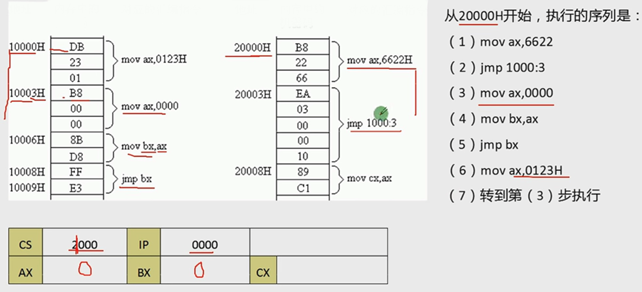 从20000H开始，执行的序列是：
（1）mov ax,6622
（2）jmp 1000:3
（3）mov ax,0000
（4）mov bx,ax
（5）jmp bx
（6）mov ax,0123H
（7）转到第（3）步执行
10000H DB
23 mov ax,0123H
01
10003H B8
00 mov ax,0000
00
10006H 8B
mov bx,ax
D8
10008H FF
jmp bx
10009H E3
20000H B8
22 mov ax,6622H
66
20003H EA
03
00 jmp 1000:3
00
10
20008H 89
mov cx,ax
C1
CS 2000 IP 0000
AX 0 BX 0 CX